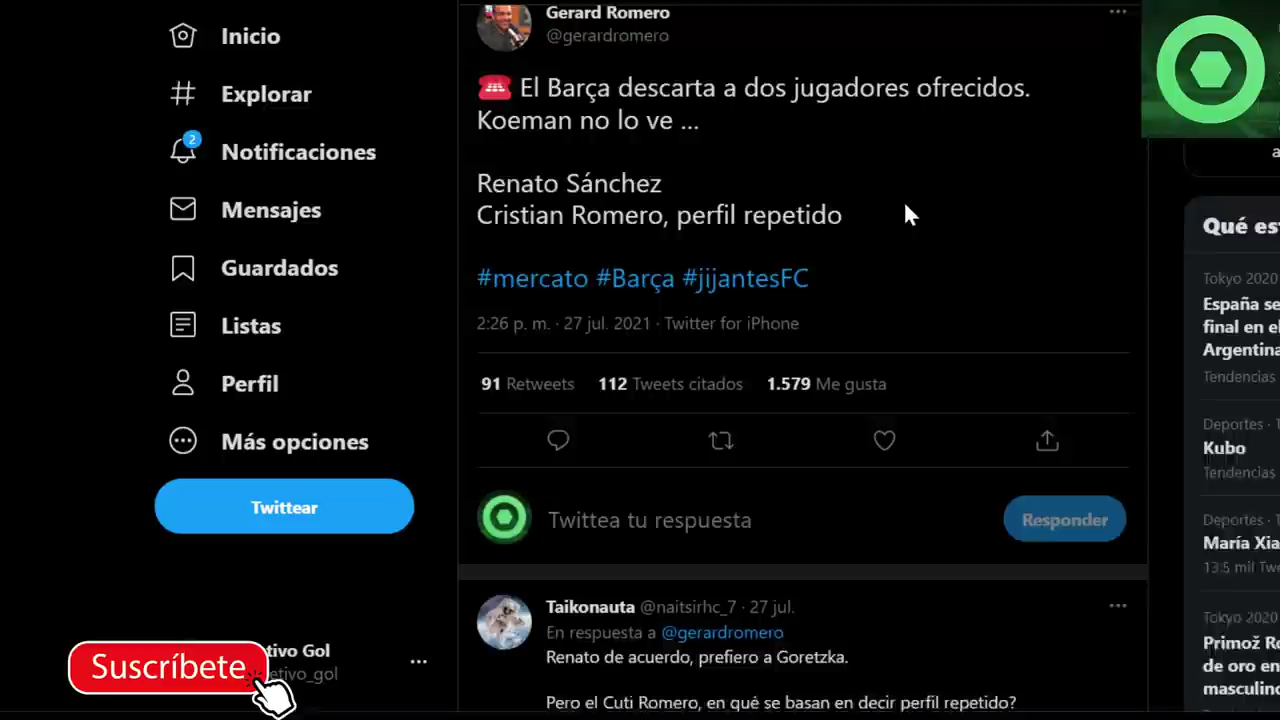 Inicio
Explorar
2
Notificaciones
Mensajes
Guardados
Listas
Perfil
Más opciones
Twittear
tivo Gol
etivo_gol
Suscríbete
Gerard Romero
@gerardromero
El Barça descarta a dos jugadores ofrecidos.
Koeman no lo ve ...
Renato Sánchez
Cristian Romero, perfil repetido
#mercato #Barça #jijantesFC
2:26 p. m. · 27 jul. 2021 · Twitter for iPhone
91 Retweets 112 Tweets citados 1.579 Me gusta
Twittea tu respuesta
Responder
Taikonauta @naitsirhc_7 · 27 jul.
En respuesta a @gerardromero
Renato de acuerdo, prefiero a Goretzka.
Pero el Cuti Romero, en qué se basan en decir perfil repetido?
a
Qué es
Tokyo 2020
España se
final en el
Argentina
Tendencias
Deportes · T
Kubo
Tendencias
Deportes · T
María Xia
13.5 mil Twe
Tokyo 2020
Primož Ro
de oro en
masculino